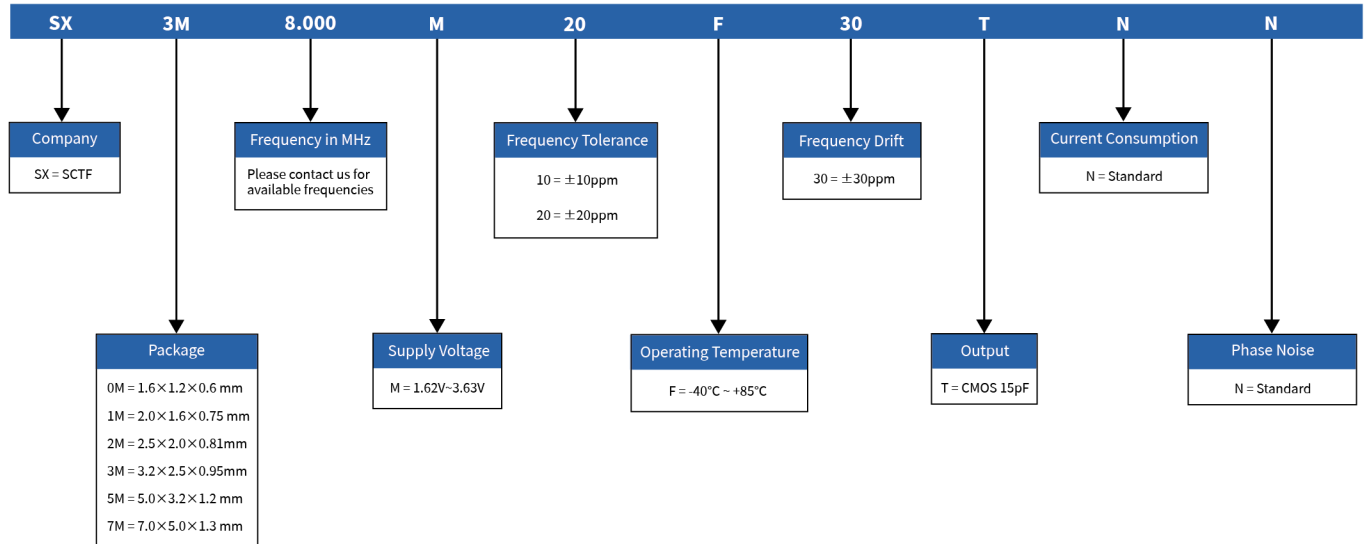 SX 3M 8.000 M 20 F 30 T N N
Company
SX = SCTF
Frequency in MHz
Please contact us for
available frequencies
Frequency Tolerance
10 = ±10ppm
20 = ±20ppm
Frequency Drift
30 = ±30ppm
Current Consumption
N = Standard
Package
0M = 1.6×1.2×0.6 mm
1M = 2.0×1.6×0.75 mm
2M = 2.5×2.0×0.81mm
3M = 3.2×2.5×0.95mm
5M = 5.0×3.2×1.2 mm
7M = 7.0×5.0×1.3 mm
Supply Voltage
M = 1.62V~3.63V
Operating Temperature
F = -40℃ ~ +85℃
Output
T = CMOS 15pF
Phase Noise
N = Standard